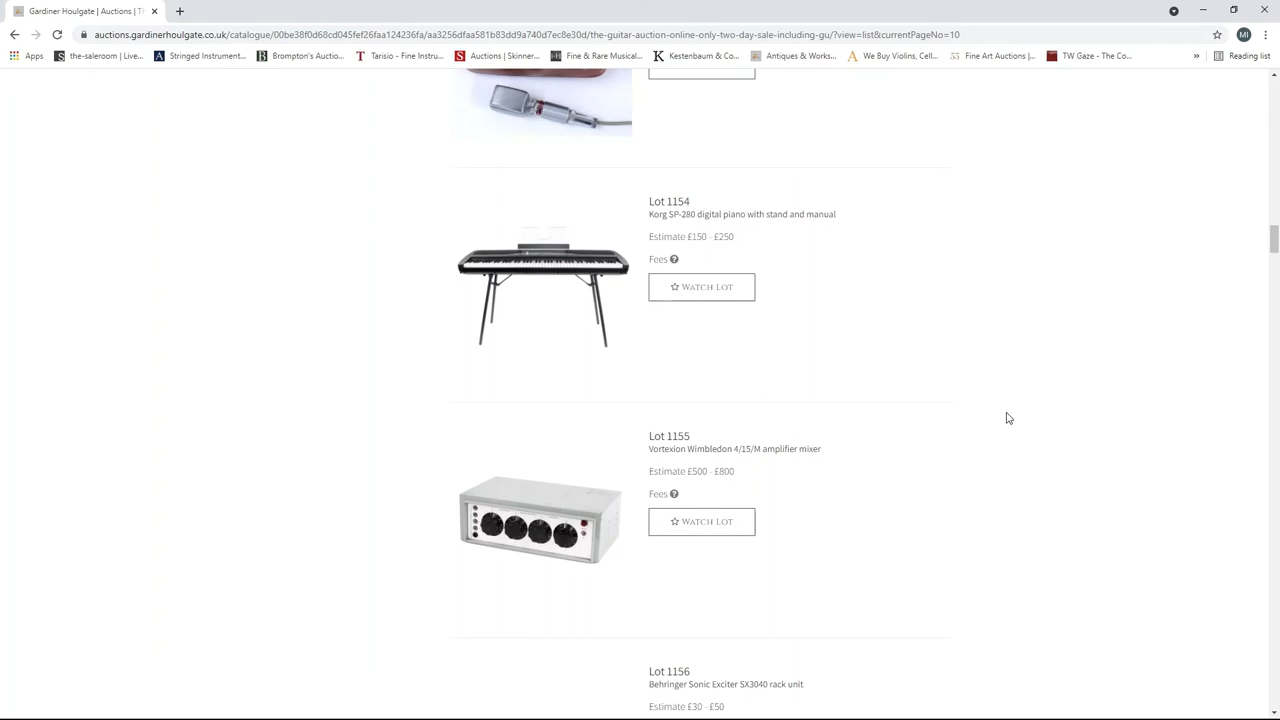 Gardiner Houlgate | Auctions | Th
MI
auctions.gardinerhoulgate.co.uk/catalogue/00be38f0d68cd045fef26faa124236fa/aa3256dfaa581b83dd9a740d7ec8e30d/the-guitar-auction-online-only-two-day-sale-including-gu/?view=list&currentPageNo=10
Apps the-saleroom | Live... Stringed Instrument... Brompton's Auctio... Tarisio - Fine Instru... Auctions | Skinner... Fine & Rare Musical... Kestenbaum & Co... Antiques & Works... We Buy Violins, Cell... Fine Art Auctions |... TW Gaze - The Co... » Reading list
Lot 1154
Korg SP-280 digital piano with stand and manual
Estimate £150 - £250
Fees
WATCH LOT
Lot 1155
Vortexion Wimbledon 4/15/M amplifier mixer
Estimate £500 - £800
Fees
WATCH LOT
Lot 1156
Behringer Sonic Exciter SX3040 rack unit
Estimate £30 - £50